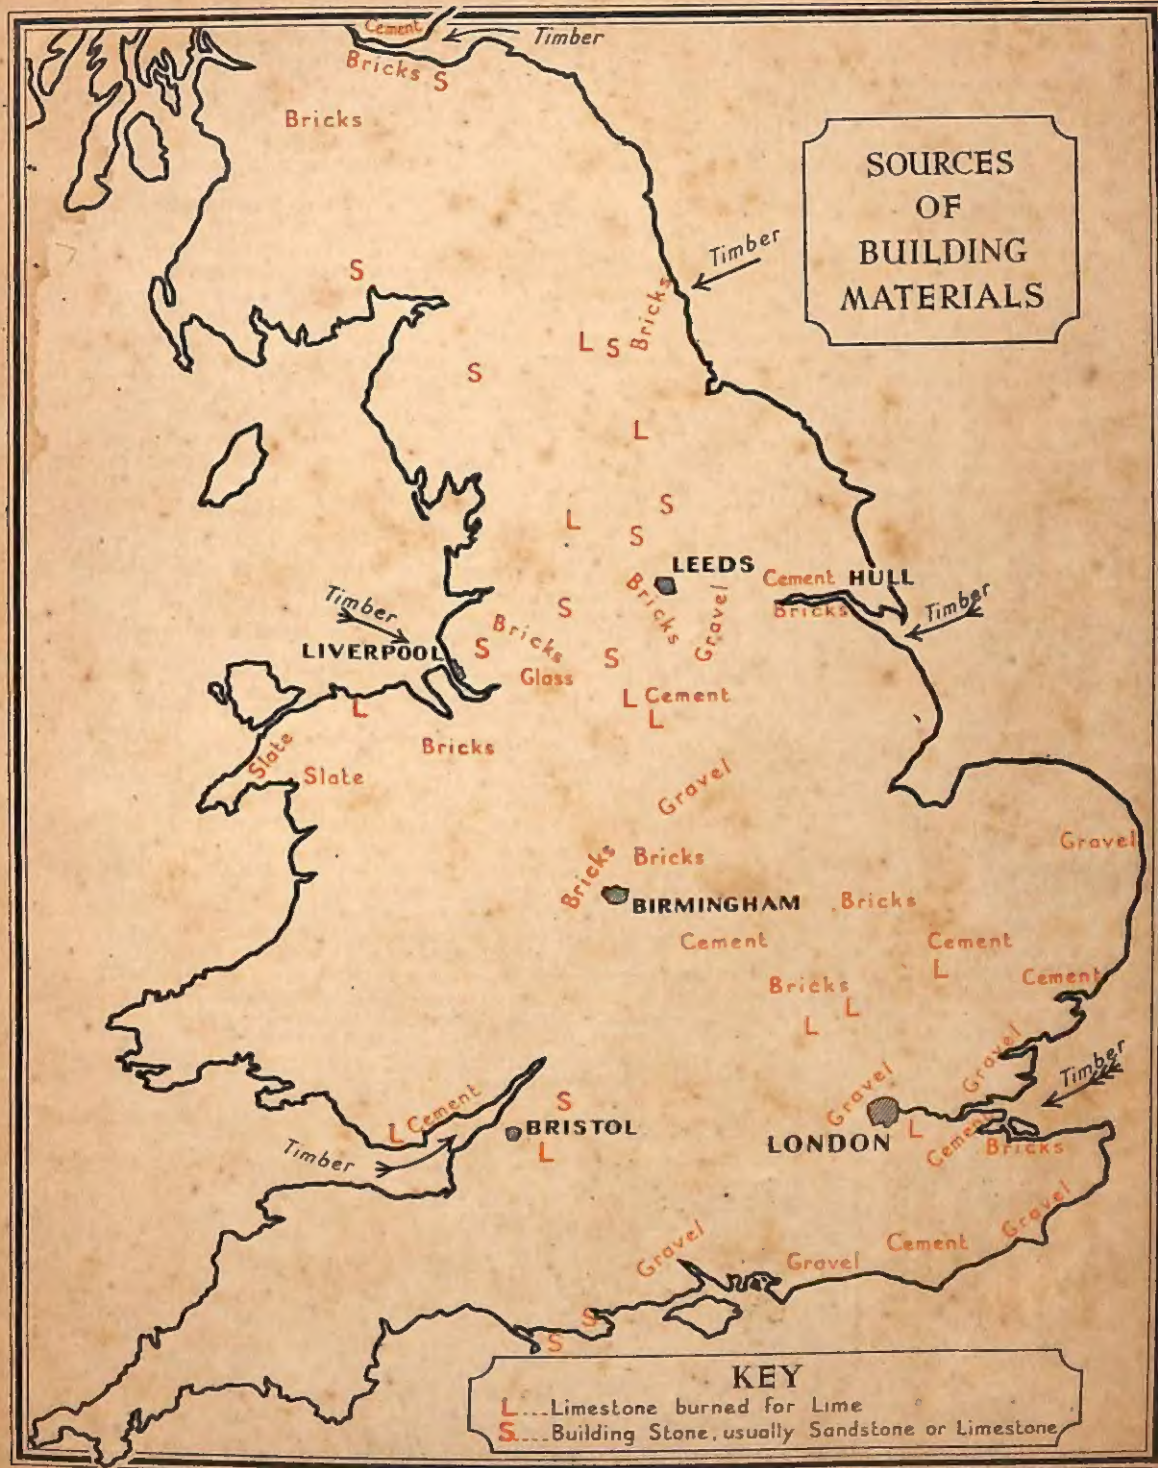 Cement
Timber
Bricks S
Bricks
SOURCES
OF
BUILDING
MATERIALS
Timber
S
Bricks
L S
S
L
S
L
S
LEEDS
Cement HULL
Bricks
Bricks
Gravel
Timber
Timber
S
Bricks
LIVERPOOL
S
S
Glass
L Cement
L
L
Bricks
Slate
Slate
Gravel
Gravel
Bricks
Bricks
BIRMINGHAM
Bricks
Cement
Cement
L
Cement
Bricks
L
L
Gravel
Timber
Gravel
Cement
L
S
BRISTOL
L
Timber
LONDON
L
Cement
Bricks
Gravel
Gravel
Cement
Gravel
S
S
KEY
L....Limestone burned for Lime
S....Building Stone, usually Sandstone or Limestone